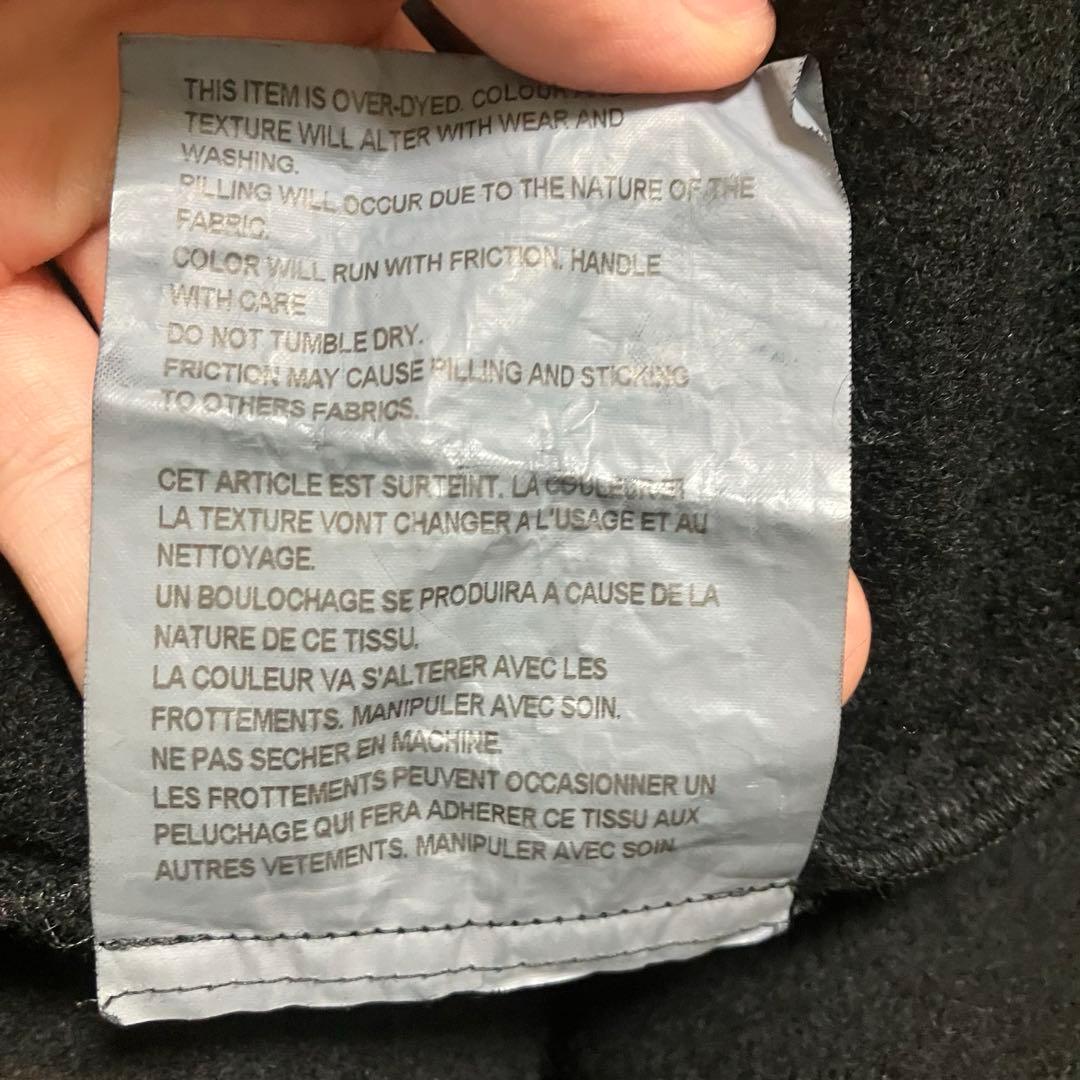 THIS ITEM IS OVER-DYED. COLOUR AND
TEXTURE WILL ALTER WITH WEAR AND
WASHING.
PILLING WILL OCCUR DUE TO THE NATURE OF THE
FABRIC.
COLOR WILL RUN WITH FRICTION. HANDLE
WITH CARE
DO NOT TUMBLE DRY.
FRICTION MAY CAUSE PILLING AND STICKING
TO OTHERS FABRICS.
CET ARTICLE EST SURTEINT. LA COULEUR ET
LA TEXTURE VONT CHANGER A L'USAGE ET AU
NETTOYAGE.
UN BOULOCHAGE SE PRODUIRA A CAUSE DE LA
NATURE DE CE TISSU.
LA COULEUR VA S'ALTERER AVEC LES
FROTTEMENTS. MANIPULER AVEC SOIN.
NE PAS SECHER EN MACHINE.
LES FROTTEMENTS PEUVENT OCCASIONNER UN
PELUCHAGE QUI FERA ADHERER CE TISSU AUX
AUTRES VETEMENTS. MANIPULER AVEC SOIN.